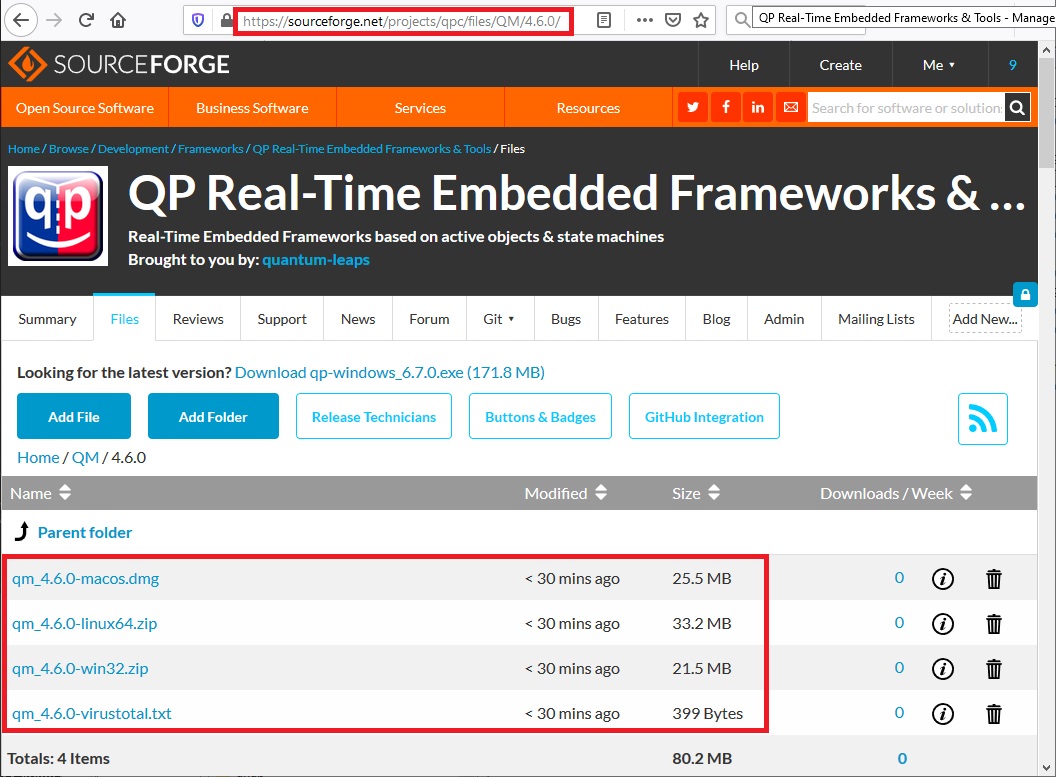 https://sourceforge.net/projects/qpc/files/QM/4.6.0/
QP Real-Time Embedded Frameworks & Tools - Manage
SOURCEFORGE
Help Create Me 9
Open Source Software Business Software Services Resources Search for software or solution
Home / Browse / Development / Frameworks / QP Real-Time Embedded Frameworks & Tools / Files
qp
QP Real-Time Embedded Frameworks & ...
Real-Time Embedded Frameworks based on active objects & state machines
Brought to you by: quantum-leaps
Summary Files Reviews Support News Forum Git Bugs Features Blog Admin Mailing Lists Add New...
Looking for the latest version? Download qp-windows_6.7.0.exe (171.8 MB)
Add File Add Folder Release Technicians Buttons & Badges GitHub Integration
Home / QM / 4.6.0
Name Modified Size Downloads / Week
Parent folder
qm_4.6.0-macos.dmg < 30 mins ago 25.5 MB 0
qm_4.6.0-linux64.zip < 30 mins ago 33.2 MB 0
qm_4.6.0-win32.zip < 30 mins ago 21.5 MB 0
qm_4.6.0-virustotal.txt < 30 mins ago 399 Bytes 0
Totals: 4 Items 80.2 MB 0